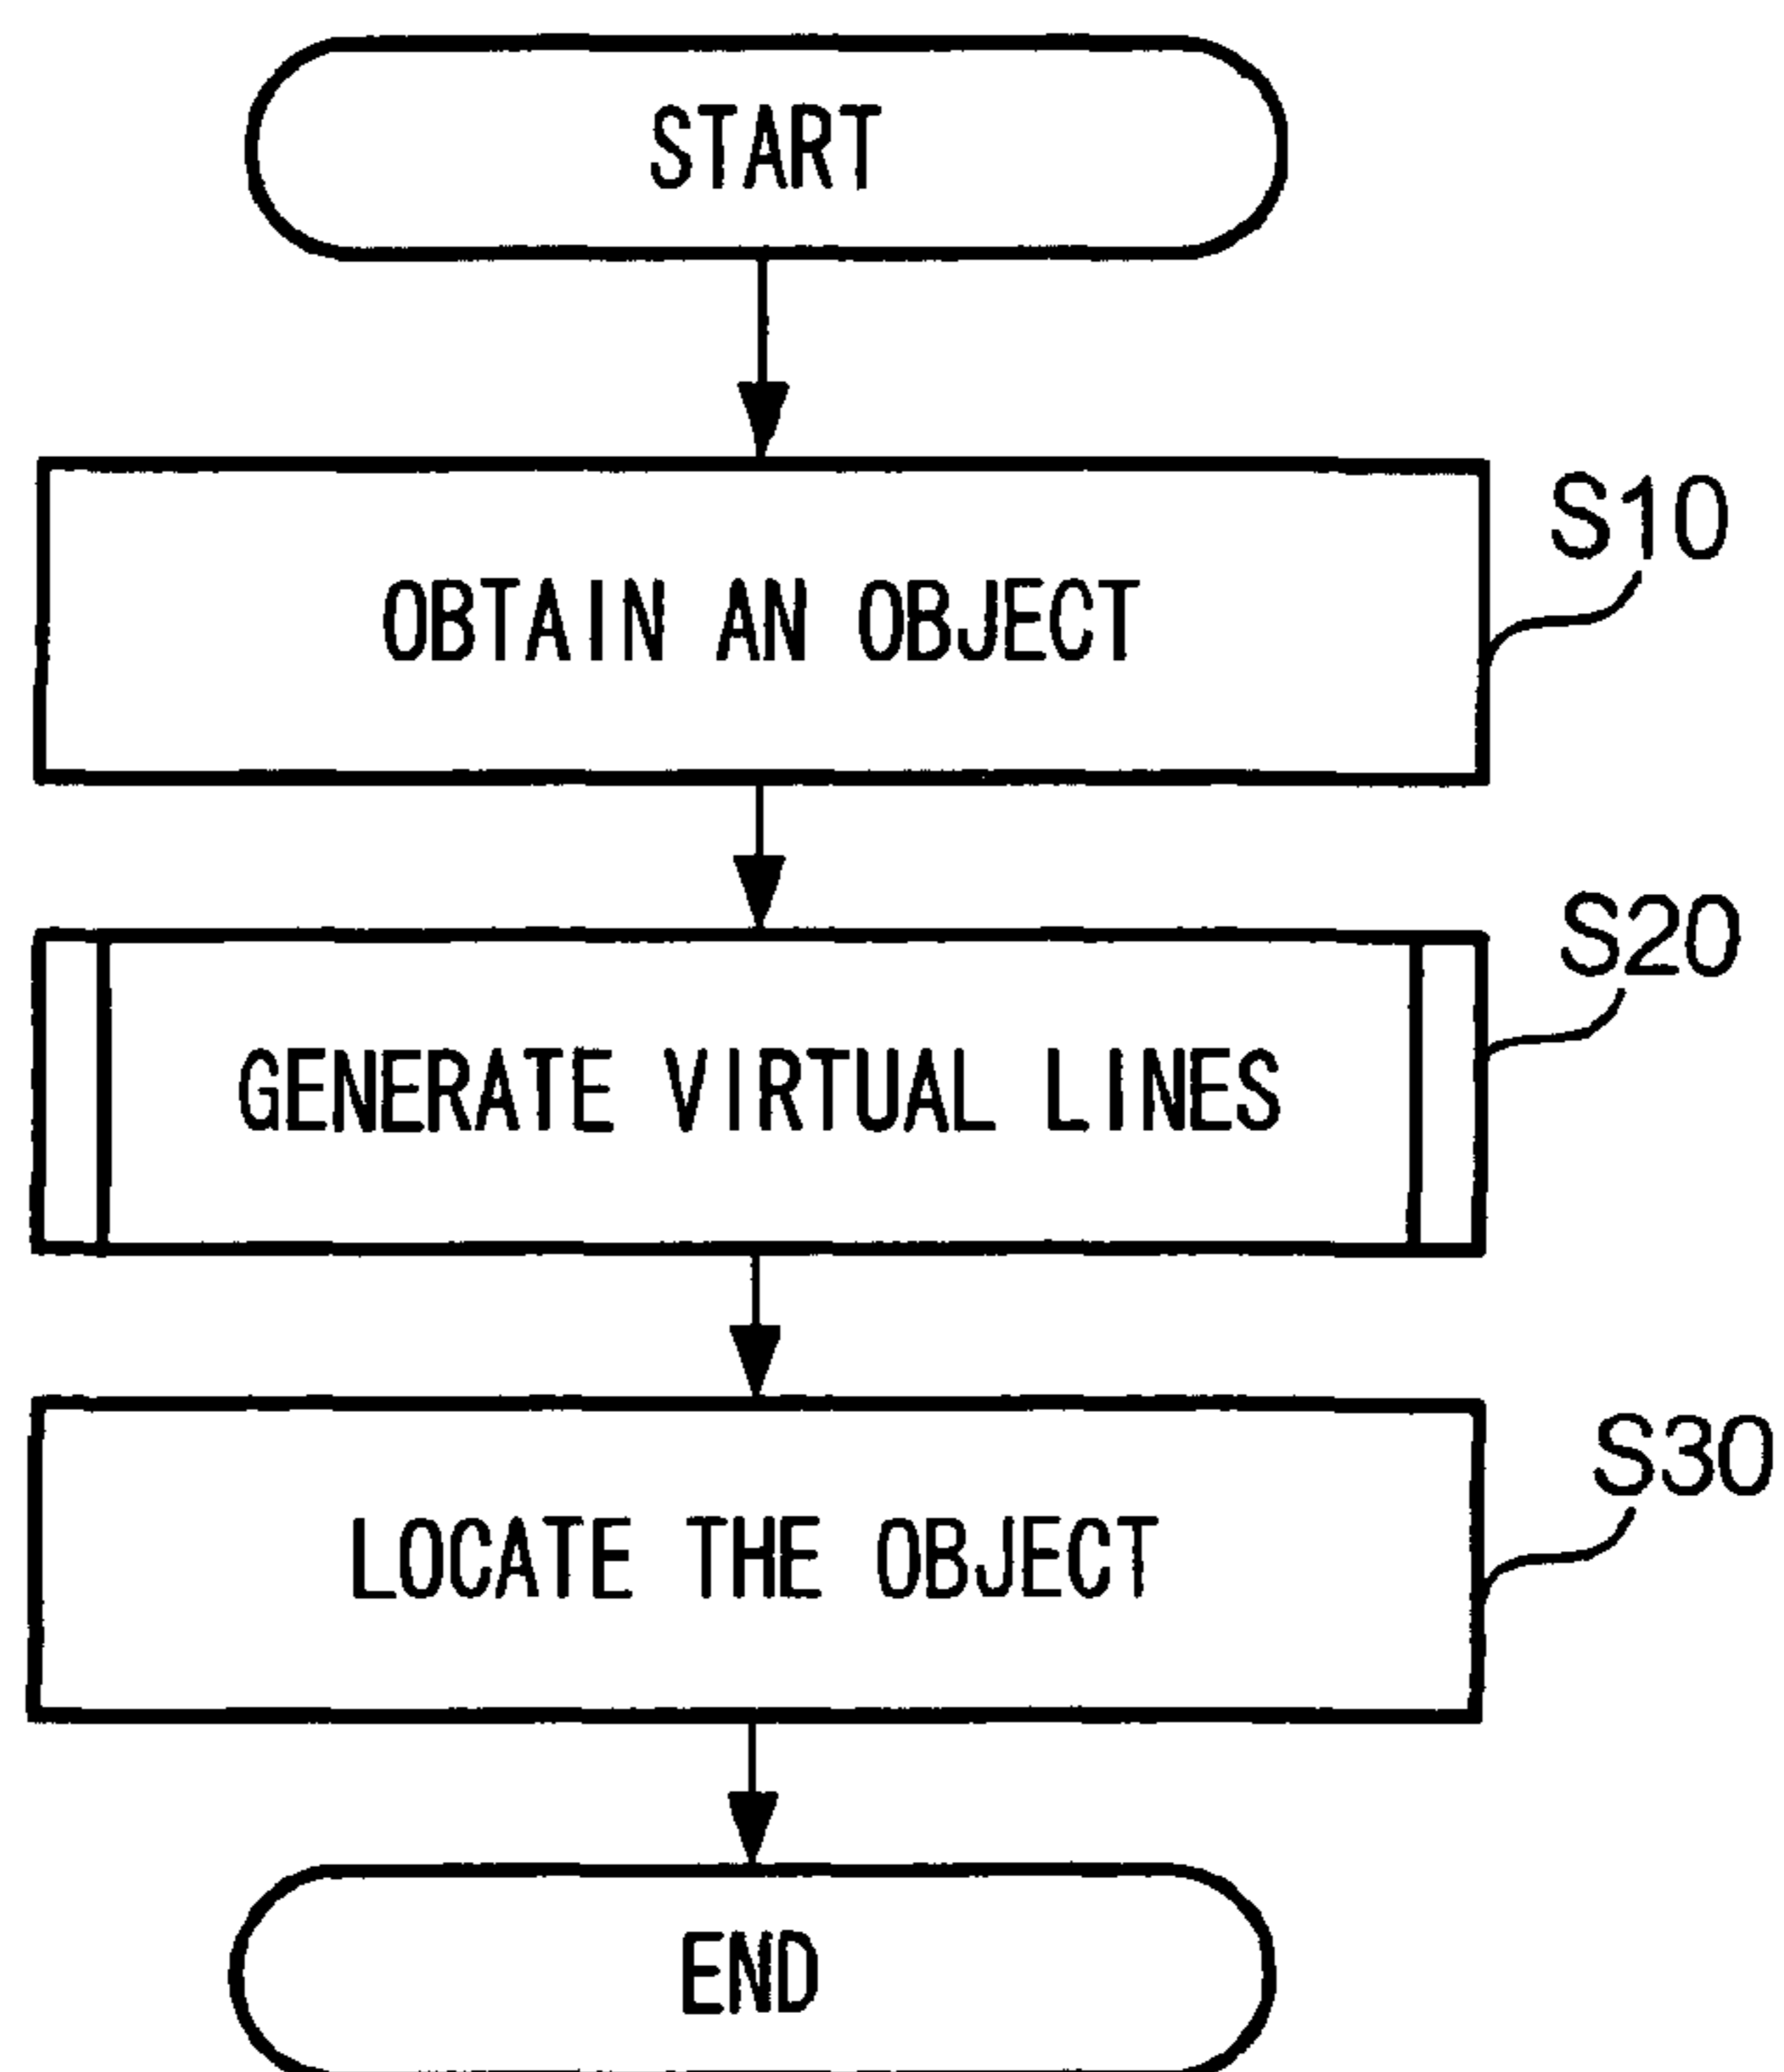 START
OBTAIN AN OBJECT
S10
GENERATE VIRTUAL LINES
S20
LOCATE THE OBJECT
S30
END